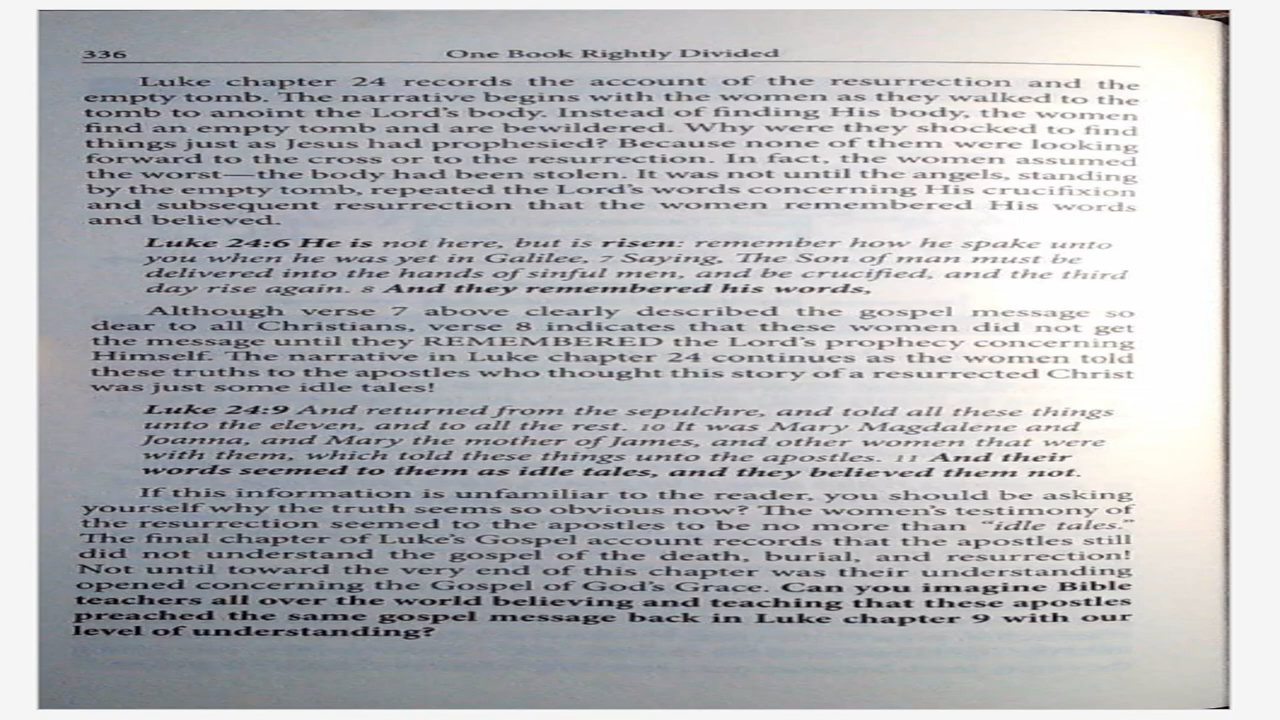 336
One Book Rightly Divided
Luke chapter 24 records the account of the resurrection and the
empty tomb. The narrative begins with the women as they walked to the
tomb to anoint the Lord's body. Instead of finding His body, the women
find an empty tomb and are bewildered. Why were they shocked to find
things just as Jesus had prophesied? Because none of them were looking
forward to the cross or to the resurrection. In fact, the women assumed
the worst—the body had been stolen. It was not until the angels, standing
by the empty tomb, repeated the Lord's words concerning His crucifixion
and subsequent resurrection that the women remembered His words
and believed.
Luke 24:6 He is not here, but is risen: remember how he spake unto
you when he was yet in Galilee, 7 Saying, The Son of man must be
delivered into the hands of sinful men, and be crucified, and the third
day rise again. 8 And they remembered his words,
Although verse 7 above clearly described the gospel message so
dear to all Christians, verse 8 indicates that these women did not get
the message until they REMEMBERED the Lord's prophecy concerning
Himself. The narrative in Luke chapter 24 continues as the women told
these truths to the apostles who thought this story of a resurrected Christ
was just some idle tales!
Luke 24:9 And returned from the sepulchre, and told all these things
unto the eleven, and to all the rest. 10 It was Mary Magdalene and
Joanna, and Mary the mother of James, and other women that were
with them, which told these things unto the apostles. 11 And their
words seemed to them as idle tales, and they believed them not.
If this information is unfamiliar to the reader, you should be asking
yourself why the truth seems so obvious now? The women's testimony of
the resurrection seemed to the apostles to be no more than "idle tales."
The final chapter of Luke's Gospel account records that the apostles still
did not understand the gospel of the death, burial, and resurrection!
Not until toward the very end of this chapter was their understanding
opened concerning the Gospel of God's Grace. Can you imagine Bible
teachers all over the world believing and teaching that these apostles
preached the same gospel message back in Luke chapter 9 with our
level of understanding?